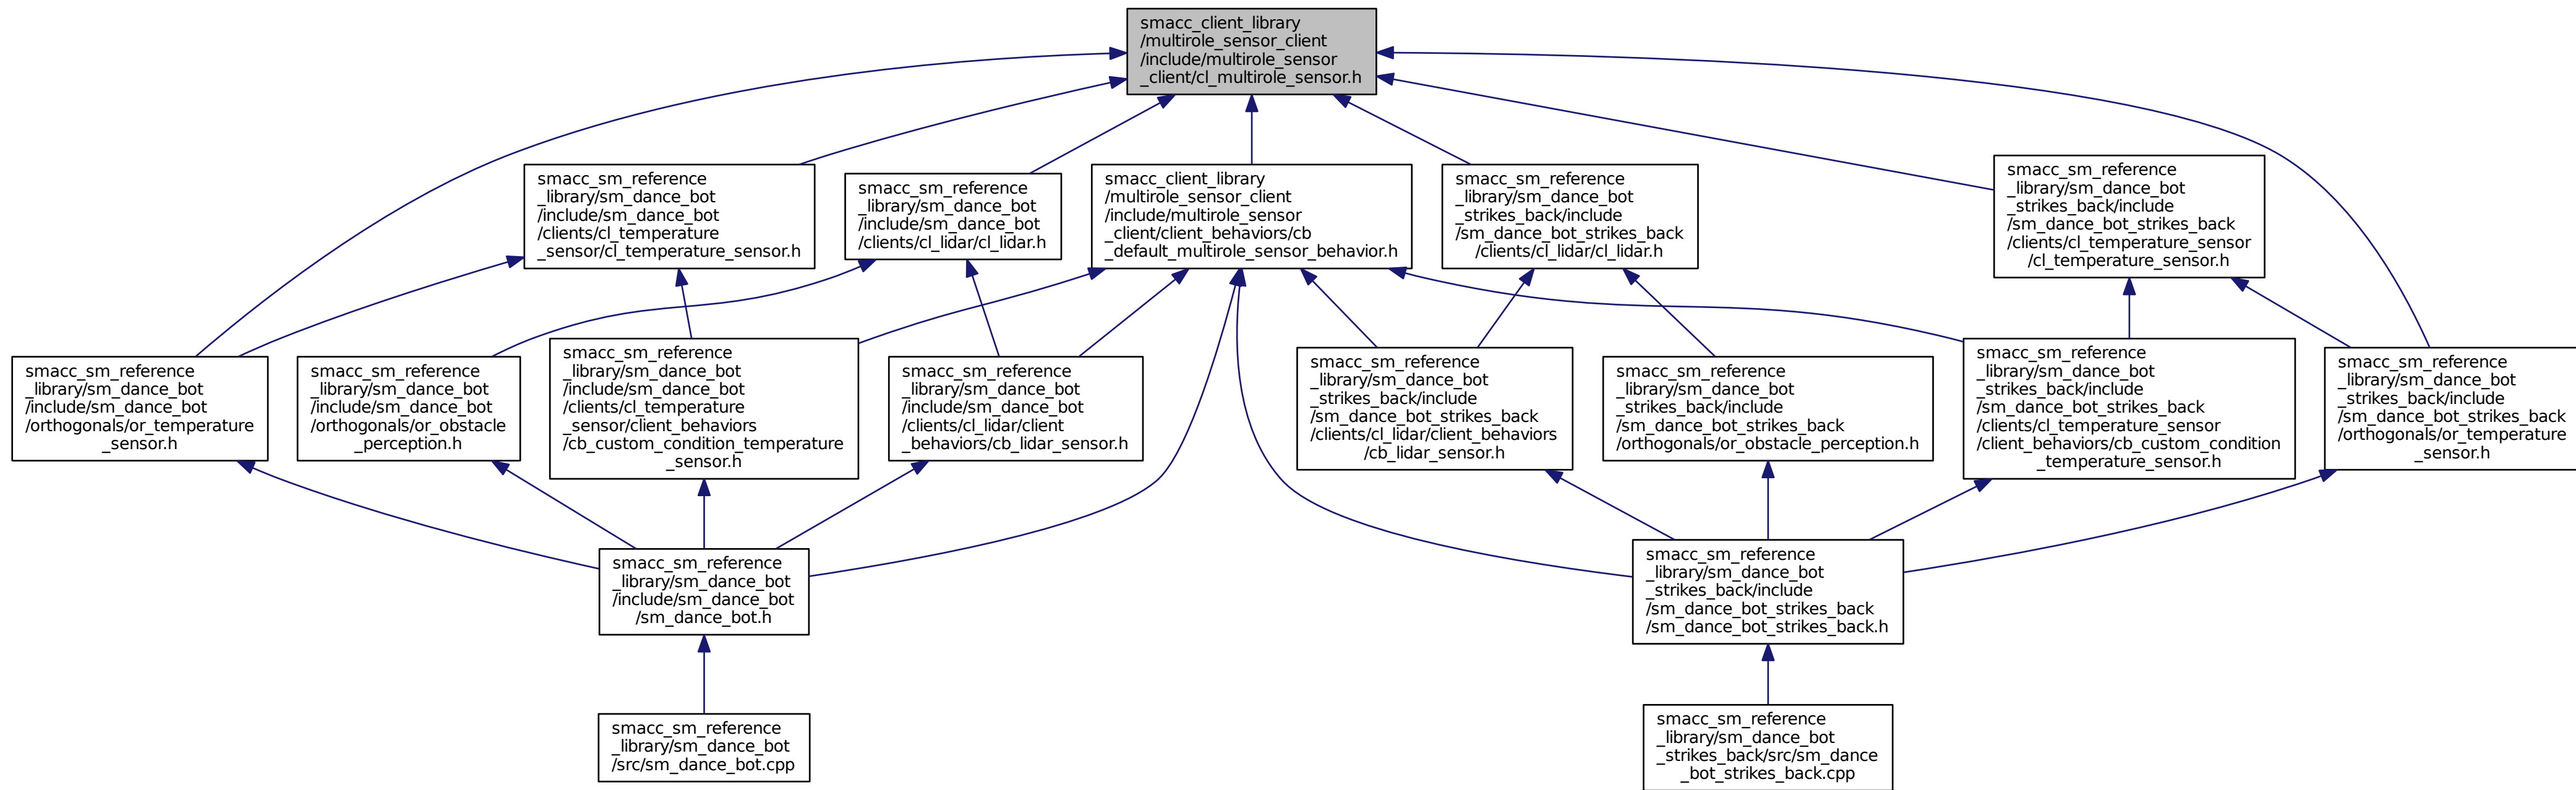 smacc_client_library
/multirole_sensor_client
/include/multirole_sensor
_client/cl_multirole_sensor.h
smacc_sm_reference
_library/sm_dance_bot
/include/sm_dance_bot
/clients/cl_temperature
_sensor/cl_temperature_sensor.h
smacc_sm_reference
_library/sm_dance_bot
/include/sm_dance_bot
/clients/cl_lidar/cl_lidar.h
smacc_client_library
/multirole_sensor_client
/include/multirole_sensor
_client/client_behaviors/cb
_default_multirole_sensor_behavior.h
smacc_sm_reference
_library/sm_dance_bot
_strikes_back/include
/sm_dance_bot_strikes_back
/clients/cl_lidar/cl_lidar.h
smacc_sm_reference
_library/sm_dance_bot
_strikes_back/include
/sm_dance_bot_strikes_back
/clients/cl_temperature_sensor
/cl_temperature_sensor.h
smacc_sm_reference
_library/sm_dance_bot
/include/sm_dance_bot
/orthogonals/or_temperature
_sensor.h
smacc_sm_reference
_library/sm_dance_bot
/include/sm_dance_bot
/orthogonals/or_obstacle
_perception.h
smacc_sm_reference
_library/sm_dance_bot
/include/sm_dance_bot
/clients/cl_temperature
_sensor/client_behaviors
/cb_custom_condition_temperature
_sensor.h
smacc_sm_reference
_library/sm_dance_bot
/include/sm_dance_bot
/clients/cl_lidar/client
_behaviors/cb_lidar_sensor.h
smacc_sm_reference
_library/sm_dance_bot
_strikes_back/include
/sm_dance_bot_strikes_back
/clients/cl_lidar/client_behaviors
/cb_lidar_sensor.h
smacc_sm_reference
_library/sm_dance_bot
_strikes_back/include
/sm_dance_bot_strikes_back
/orthogonals/or_obstacle_perception.h
smacc_sm_reference
_library/sm_dance_bot
_strikes_back/include
/sm_dance_bot_strikes_back
/clients/cl_temperature_sensor
/client_behaviors/cb_custom_condition
_temperature_sensor.h
smacc_sm_reference
_library/sm_dance_bot
_strikes_back/include
/sm_dance_bot_strikes_back
/orthogonals/or_temperature
_sensor.h
smacc_sm_reference
_library/sm_dance_bot
/include/sm_dance_bot
/sm_dance_bot.h
smacc_sm_reference
_library/sm_dance_bot
_strikes_back/include
/sm_dance_bot_strikes_back
/sm_dance_bot_strikes_back.h
smacc_sm_reference
_library/sm_dance_bot
/src/sm_dance_bot.cpp
smacc_sm_reference
_library/sm_dance_bot
_strikes_back/src/sm_dance
_bot_strikes_back.cpp